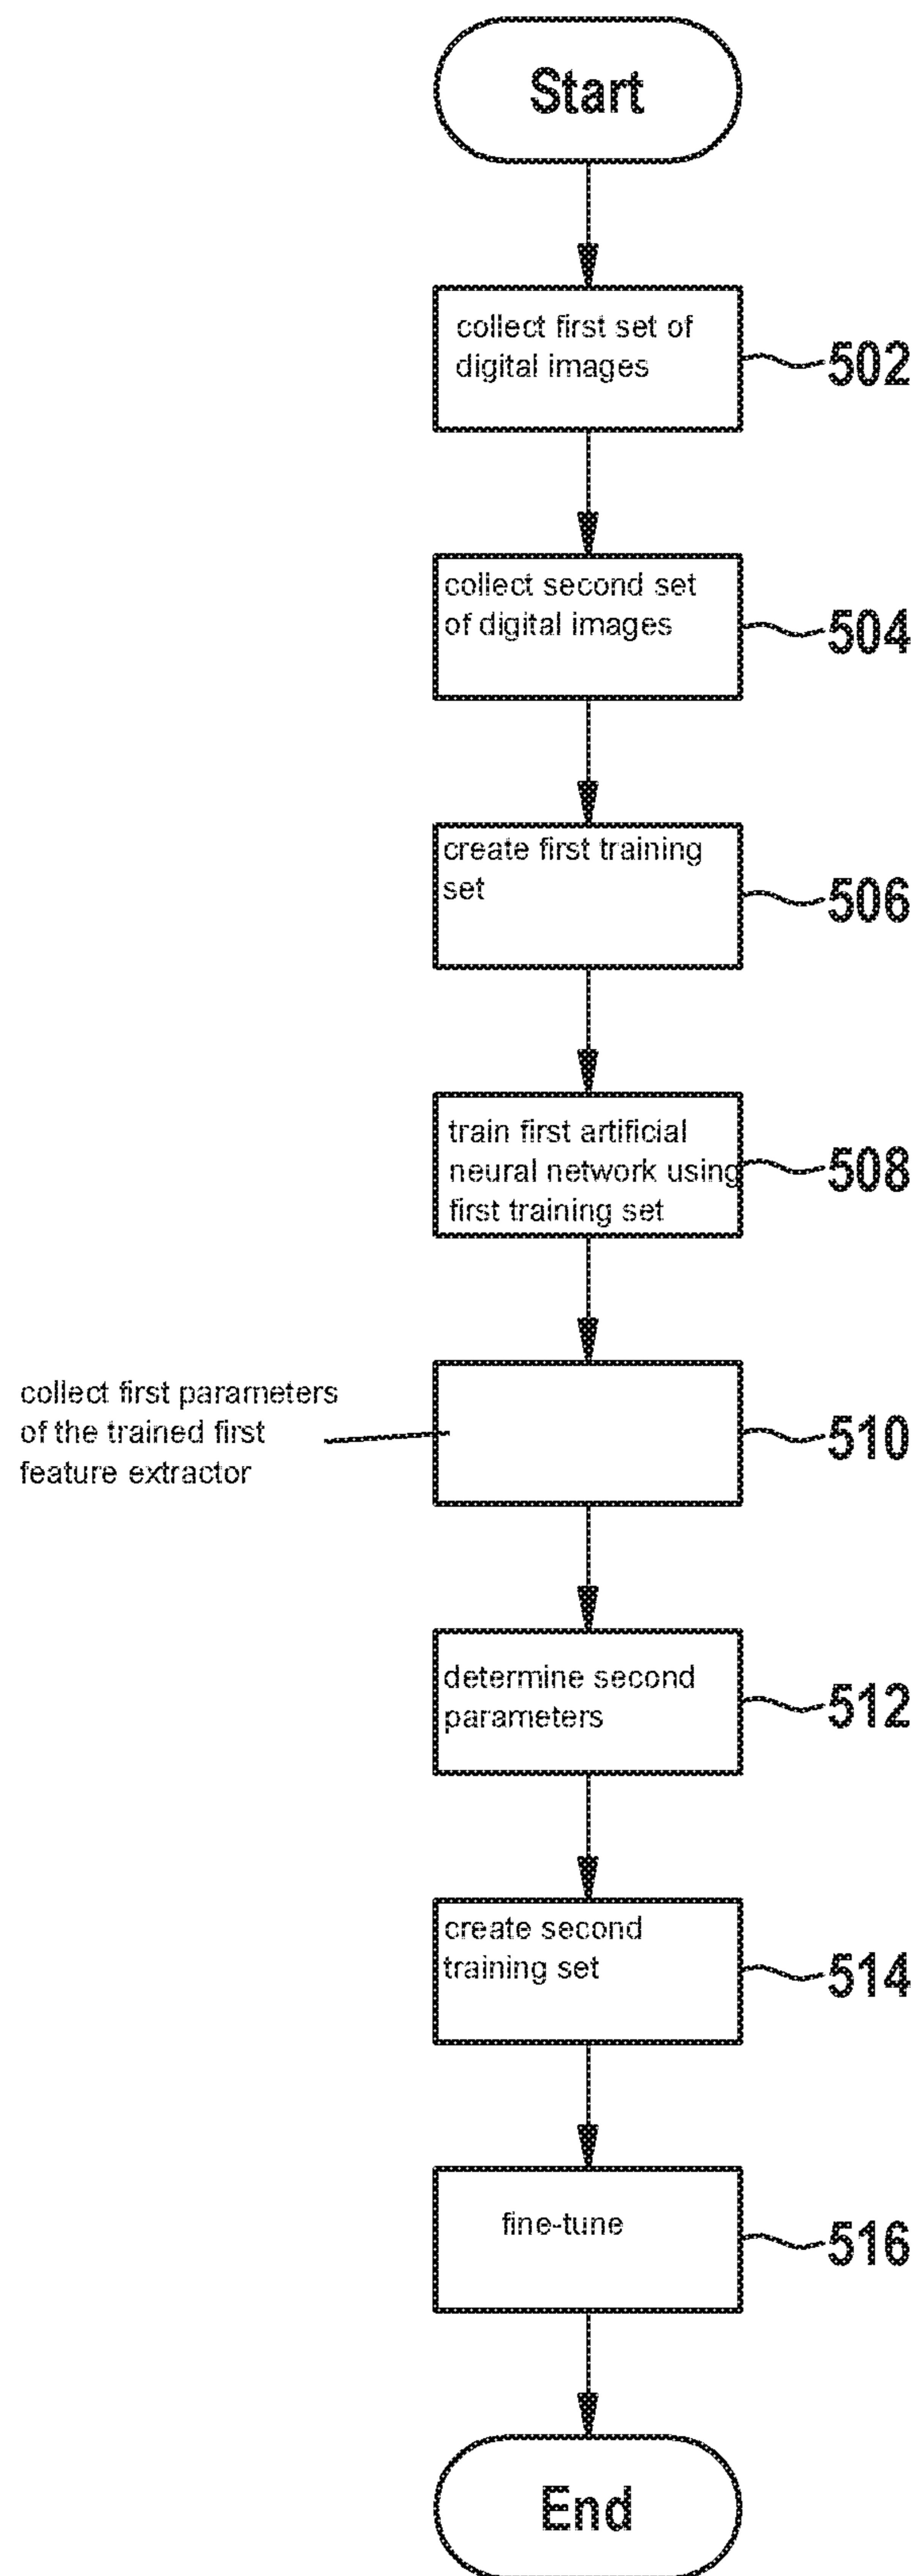 Start
collect first set of
digital images
502
collect second set
of digital images
504
create first training
set
506
train first artificial
neural network using
first training set
508
collect first parameters
of the trained first
feature extractor
510
determine second
parameters
512
create second
training set
514
fine-tune
516
End